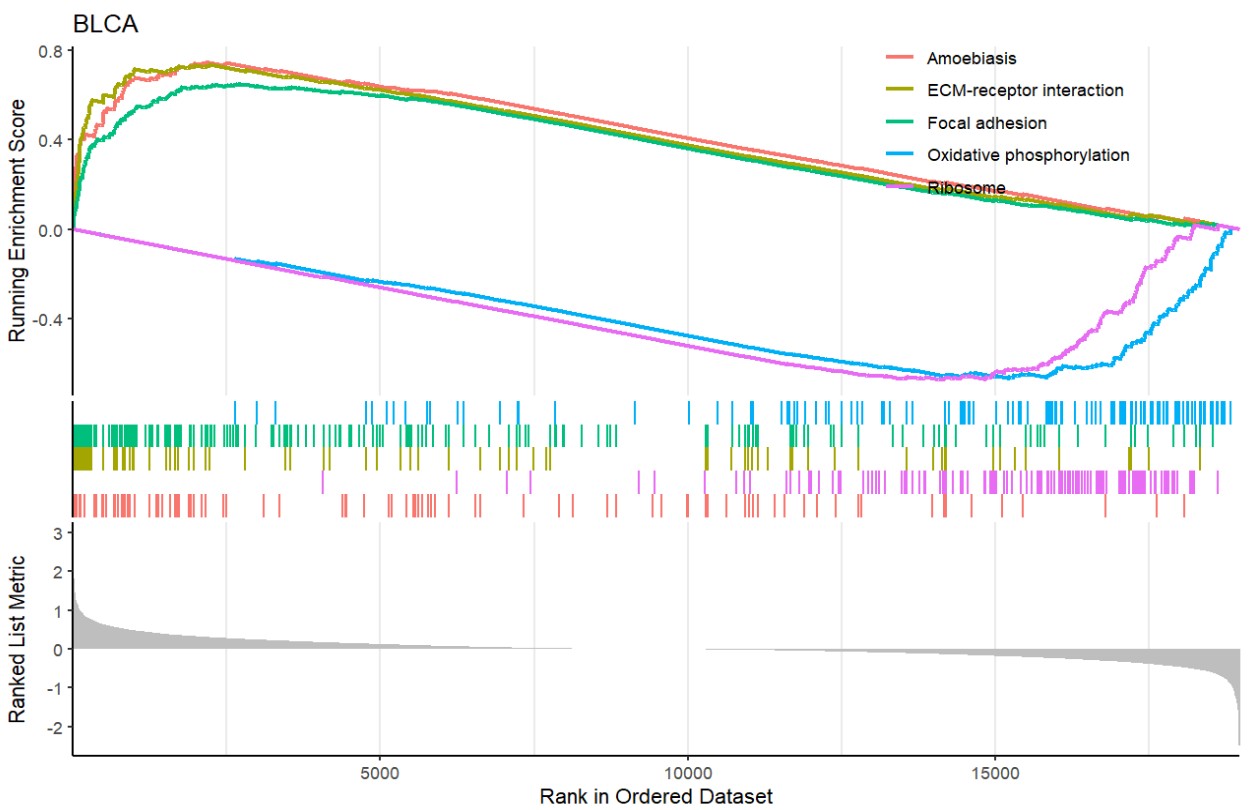 BLCA
Running Enrichment Score
0.8
0.4
0.0
-0.4
Amoebiasis
ECM-receptor interaction
Focal adhesion
Oxidative phosphorylation
Ribosome
Ranked List Metric
3
2
1
0
-1
-2
5000 10000 15000
Rank in Ordered Dataset